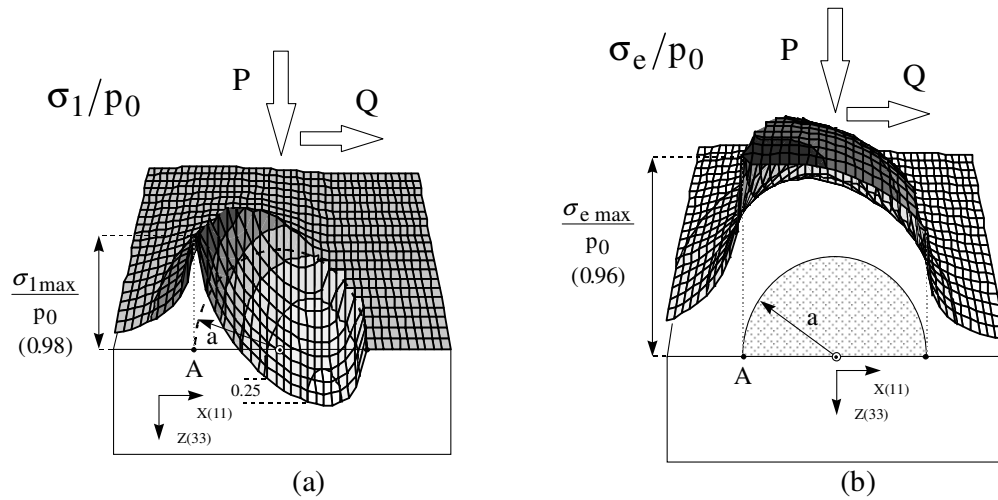 σ₁/p₀
P
Q
σ₁max
p₀
(0.98)
A
a
0.25
X(11)
Z(33)
(a)
σₑ/p₀
P
Q
σₑ max
p₀
(0.96)
A
a
X(11)
Z(33)
(b)